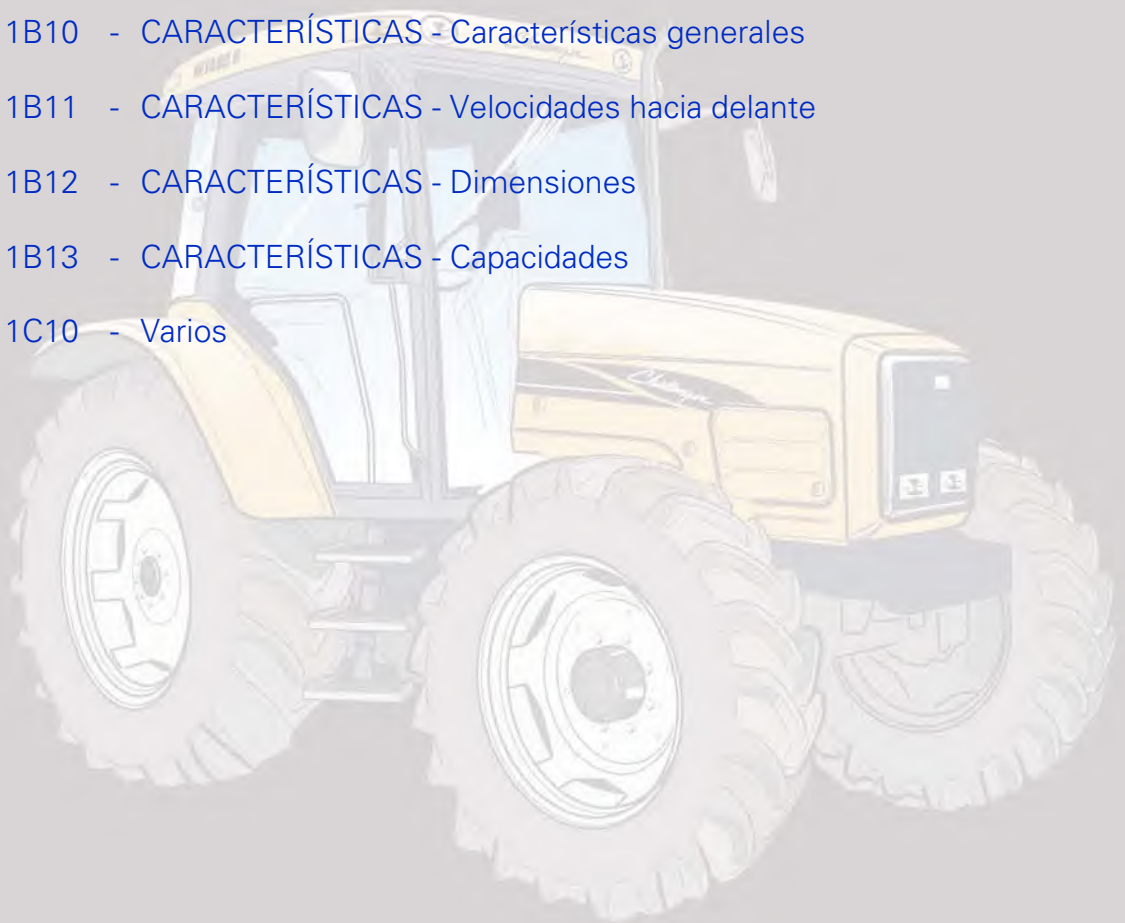 1B10 - CARACTERÍSTICAS - Características generales
1B11 - CARACTERÍSTICAS - Velocidades hacia delante
1B12 - CARACTERÍSTICAS - Dimensiones
1B13 - CARACTERÍSTICAS - Capacidades
1C10 - Varios